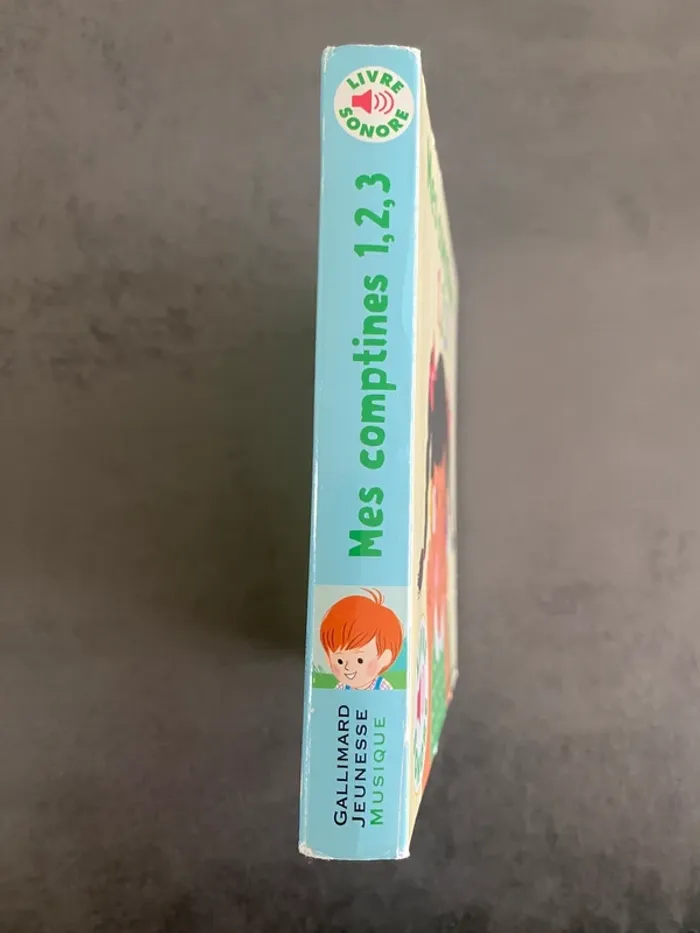 LIVRE
SONORE
Mes comptines 1,2,3
GALLIMARD
JEUNESSE
MUSIQUE